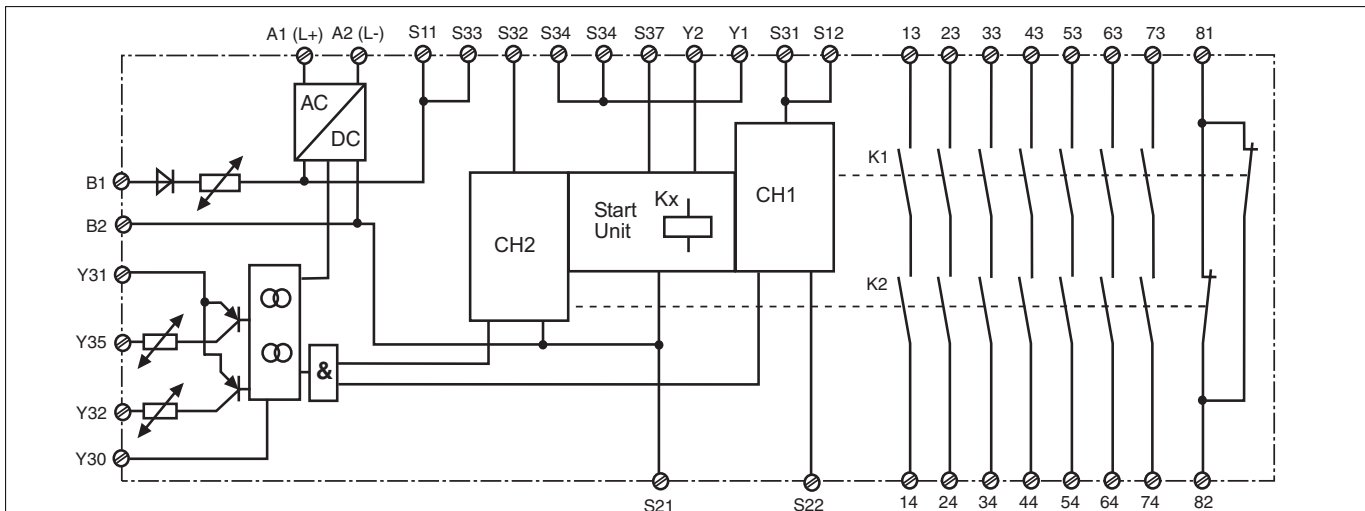 A1 (L+) A2 (L-) S11 S33 S32 S34 S34 S37 Y2 Y1 S31 S12 13 23 33 43 53 63 73 81
AC
DC
B1
B2
Y31
Y35
Y32
Y30
&
CH2
Start
Unit
Kx
CH1
K1
K2
S21 S22 14 24 34 44 54 64 74 82